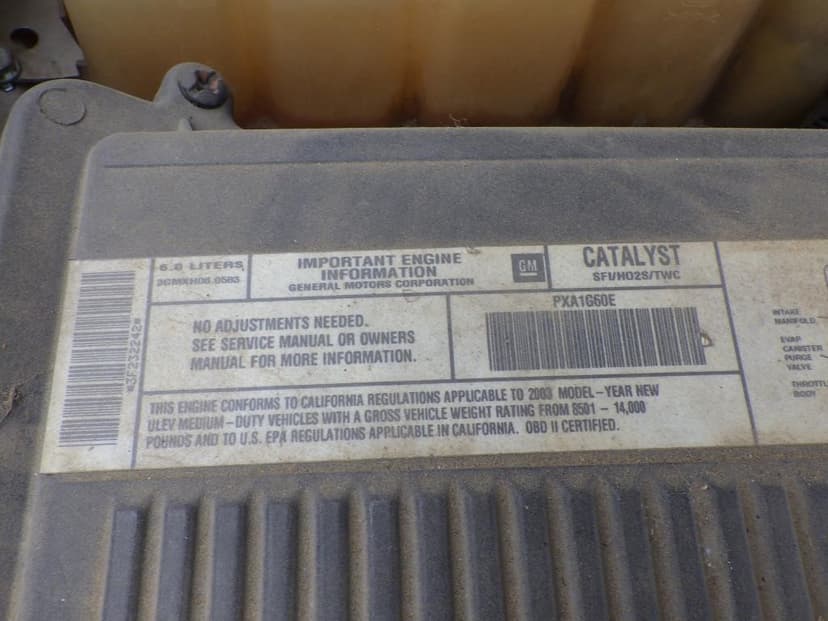 *3F232242*
6.0 LITERS
3GMXH06.0583
IMPORTANT ENGINE
INFORMATION
GENERAL MOTORS CORPORATION
GM
CATALYST
SFI/HO2S/TWC
NO ADJUSTMENTS NEEDED.
SEE SERVICE MANUAL OR OWNERS
MANUAL FOR MORE INFORMATION.
PXA1G60E
THIS ENGINE CONFORMS TO CALIFORNIA REGULATIONS APPLICABLE TO 2003 MODEL-YEAR NEW
ULEV MEDIUM-DUTY VEHICLES WITH A GROSS VEHICLE WEIGHT RATING FROM 8501 - 14,000
POUNDS AND TO U.S. EPA REGULATIONS APPLICABLE IN CALIFORNIA. OBD II CERTIFIED.
INTAKE
MANIFOLD
EVAP
CANISTER
PURGE
VALVE
THROTTL
BODY